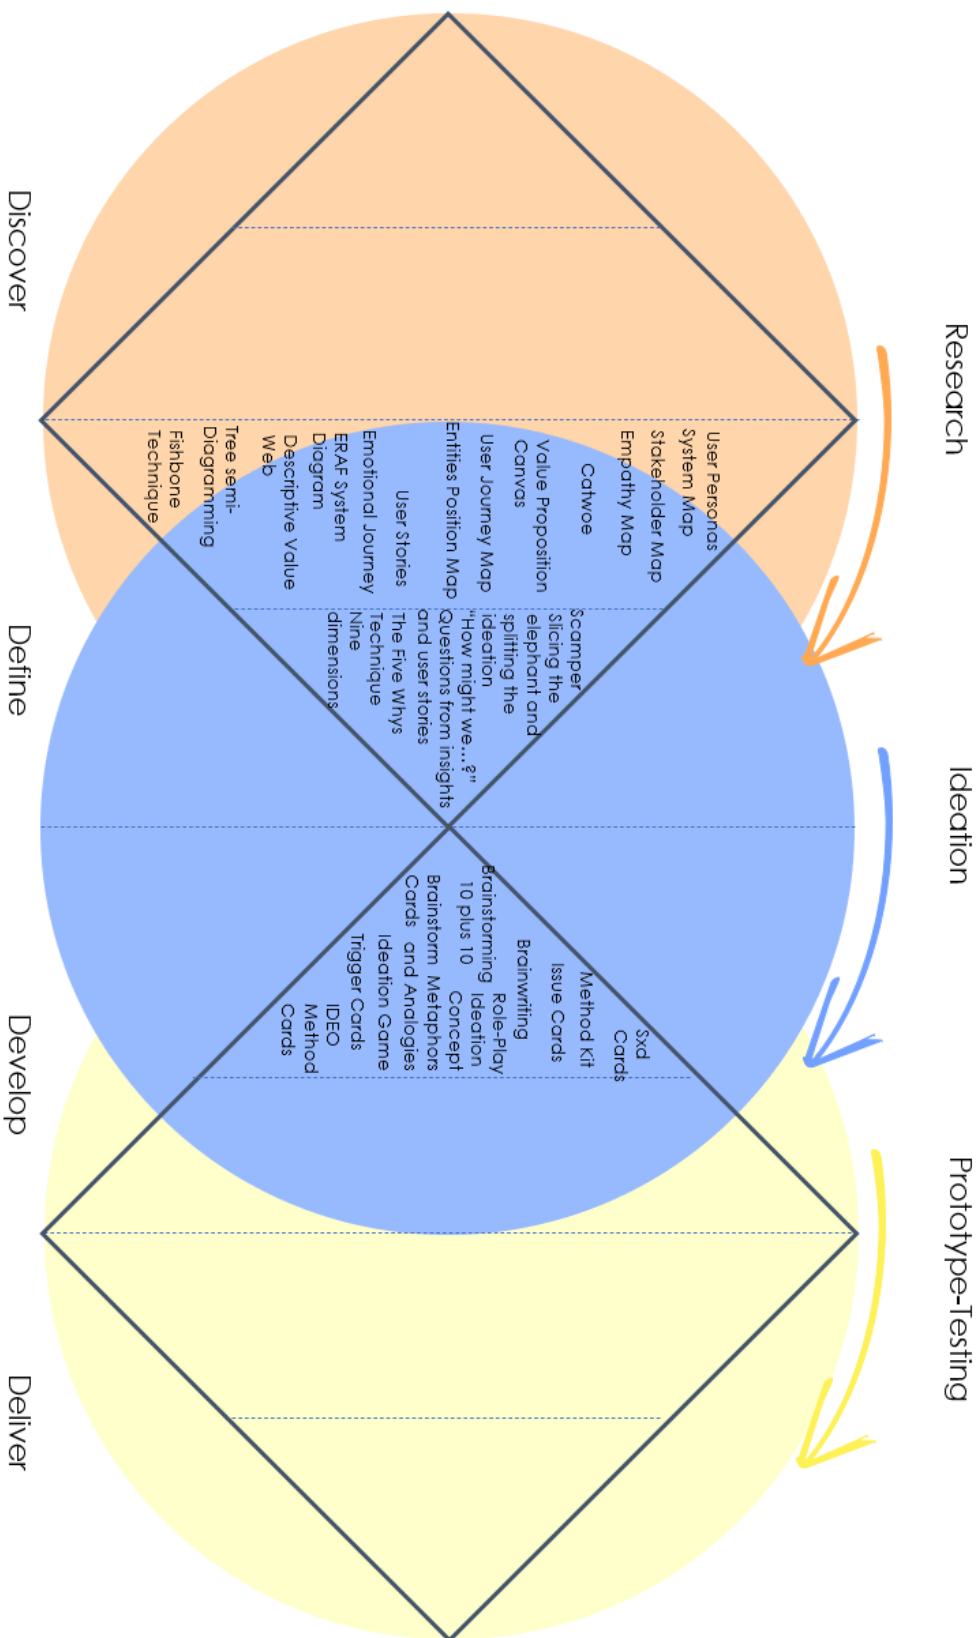 Research
Ideation
Prototype-Testing
User Personas
System Map
Stakeholder Map
Empathy Map
Catwoe
Value Proposition
Canvas
User Journey Map
Entities Position Map
User Stories
Emotional Journey
ERAF System
Diagram
Descriptive Value
Web
Tree semi-
Diagramming
Fishbone
Technique
Scamper
Slicing the
elephant and
splitting the
ideation
“How might we...?”
Questions from insights
and user stories
The Five Whys
Technique
Nine
dimensions
Sxd
Cards
Method Kit
Issue Cards
Brainwriting
Brainstorming
10 plus 10
Role-Play
Ideation
Concept
Metaphors
and Analogies
Brainstorm
Cards
Ideation Game
Trigger Cards
IDEO
Method
Cards
Discover
Define
Develop
Deliver